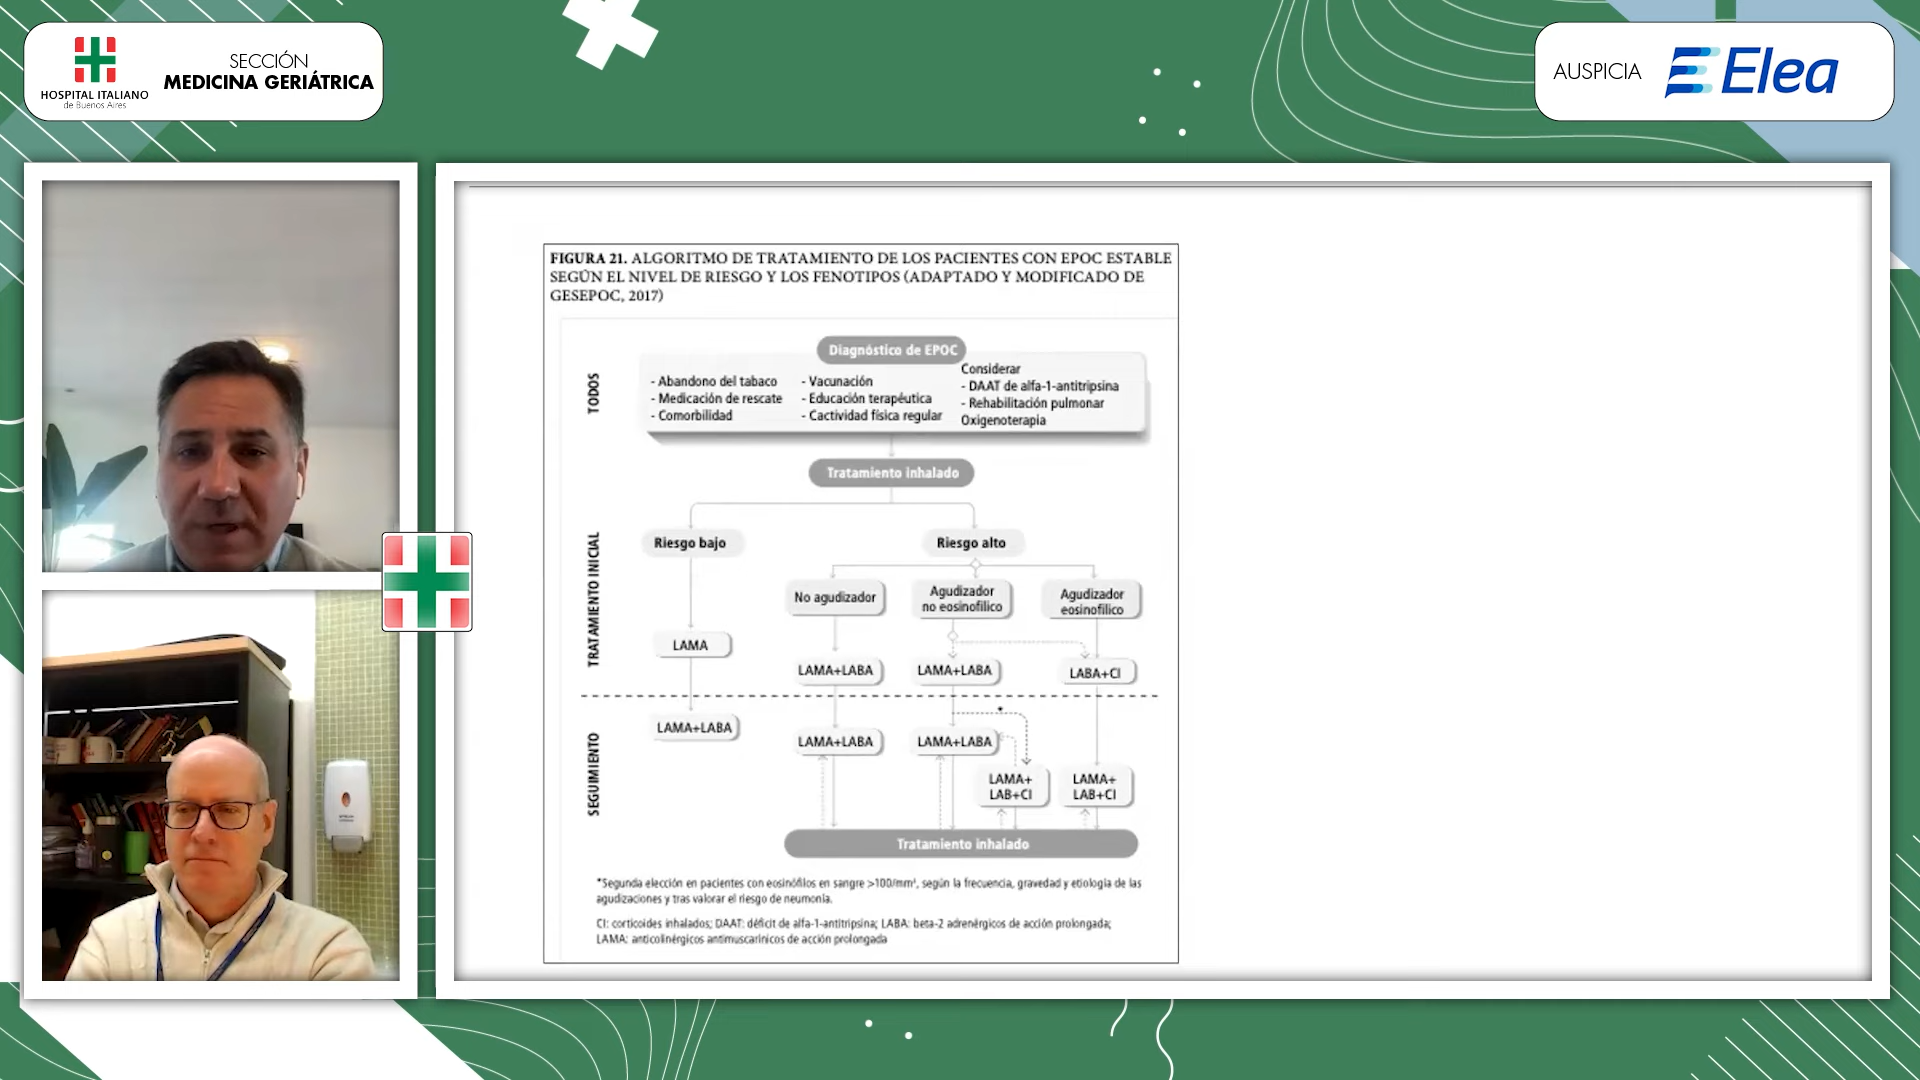 HOSPITAL ITALIANO
de Buenos Aires
SECCIÓN
MEDICINA GERIÁTRICA
AUSPICIA
Elea
FIGURA 21. ALGORITMO DE TRATAMIENTO DE LOS PACIENTES CON EPOC ESTABLE
SEGÚN EL NIVEL DE RIESGO Y LOS FENOTIPOS (ADAPTADO Y MODIFICADO DE
GESEPOC, 2017)
TODOS
Diagnóstico de EPOC
- Abandono del tabaco
- Medicación de rescate
- Comorbilidad
- Vacunación
- Educación terapéutica
- Cactividad física regular
Considerar
- DAAT de alfa-1-antitripsina
- Rehabilitación pulmonar
Oxigenoterapia
Tratamiento inhalado
TRATAMIENTO INICIAL
Riesgo bajo
Riesgo alto
No agudizador
Agudizador
no eosinofílico
Agudizador
eosinofílico
LAMA
LAMA+LABA
LAMA+LABA
LABA+CI
SEGUIMIENTO
LAMA+LABA
LAMA+LABA
LAMA+LABA
*
LAMA+
LAB+CI
LAMA+
LAB+CI
Tratamiento inhalado
*Segunda elección en pacientes con eosinófilos en sangre >100/mm³, según la frecuencia, gravedad y etiología de las
agudizaciones y tras valorar el riesgo de neumonía.
CI: corticoides inhalados; DAAT: déficit de alfa-1-antitripsina; LABA: beta-2 adrenérgicos de acción prolongada;
LAMA: anticolinérgicos antimuscarínicos de acción prolongada